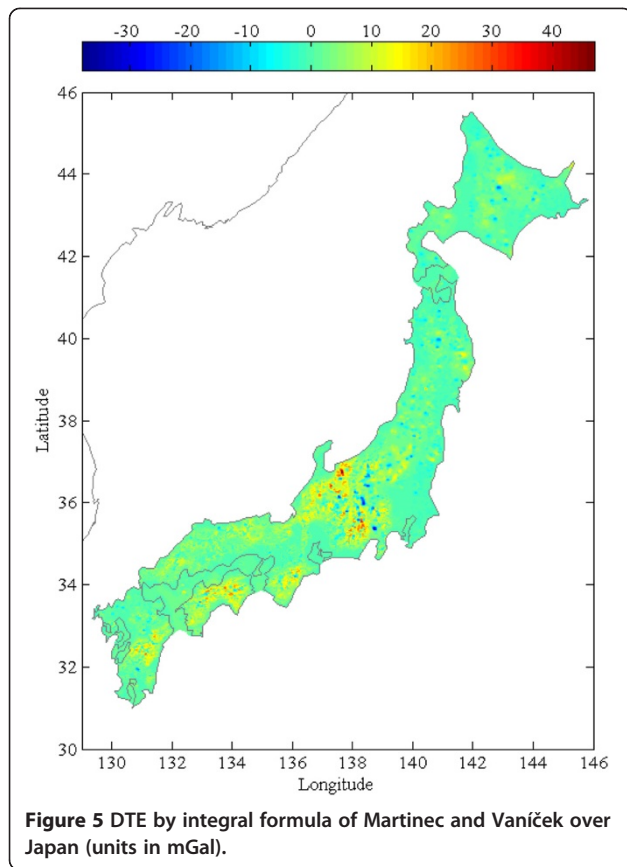 -30 -20 -10 0 10 20 30 40
46
44
42
40
38
36
34
32
30
Latitude
130 132 134 136 138 140 142 144 146
Longitude
Figure 5 DTE by integral formula of Martinec and Vaníček over
Japan (units in mGal).